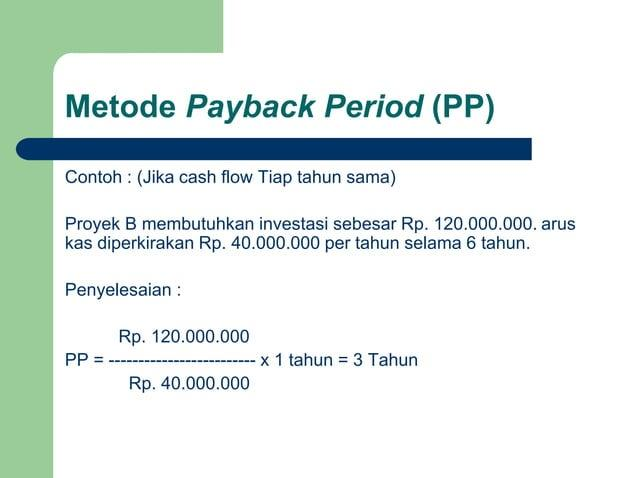 Metode Payback Period (PP)
Contoh : (Jika cash flow Tiap tahun sama)
Proyek B membutuhkan investasi sebesar Rp. 120.000.000. arus
kas diperkirakan Rp. 40.000.000 per tahun selama 6 tahun.
Penyelesaian :
Rp. 120.000.000
PP = ------------------------- x 1 tahun = 3 Tahun
Rp. 40.000.000